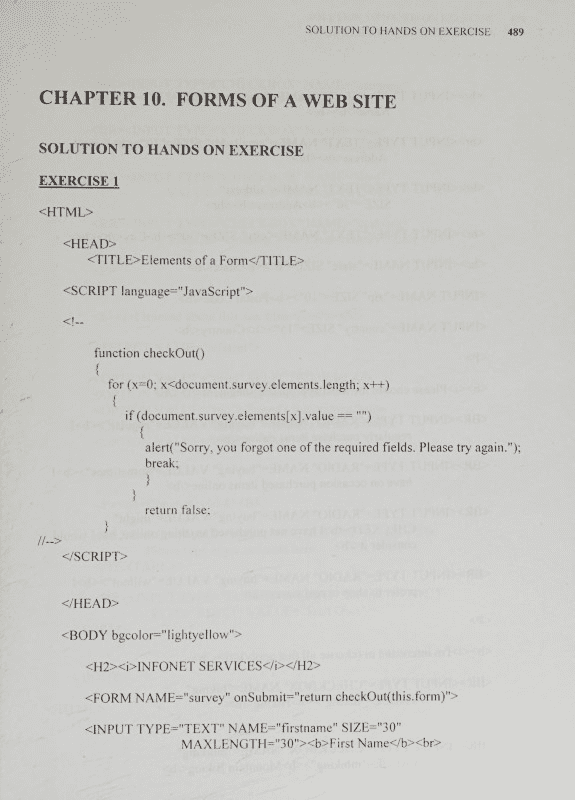 SOLUTION TO HANDS ON EXERCISE 489
CHAPTER 10. FORMS OF A WEB SITE
SOLUTION TO HANDS ON EXERCISE
EXERCISE 1
<HTML>
<HEAD>
<TITLE>Elements of a Form</TITLE>
<SCRIPT language="JavaScript">
<!--
function checkOut()
{
for (x=0; x<document.survey.elements.length; x++)
{
if (document.survey.elements[x].value == "")
{
alert("Sorry, you forgot one of the required fields. Please try again.");
break;
}
}
return false;
}
//-->
</SCRIPT>
</HEAD>
<BODY bgcolor="lightyellow">
<H2><i>INFONET SERVICES</i></H2>
<FORM NAME="survey" onSubmit="return checkOut(this.form)">
<INPUT TYPE="TEXT" NAME="firstname" SIZE="30"
MAXLENGTH="30"><b>First Name</b><br>